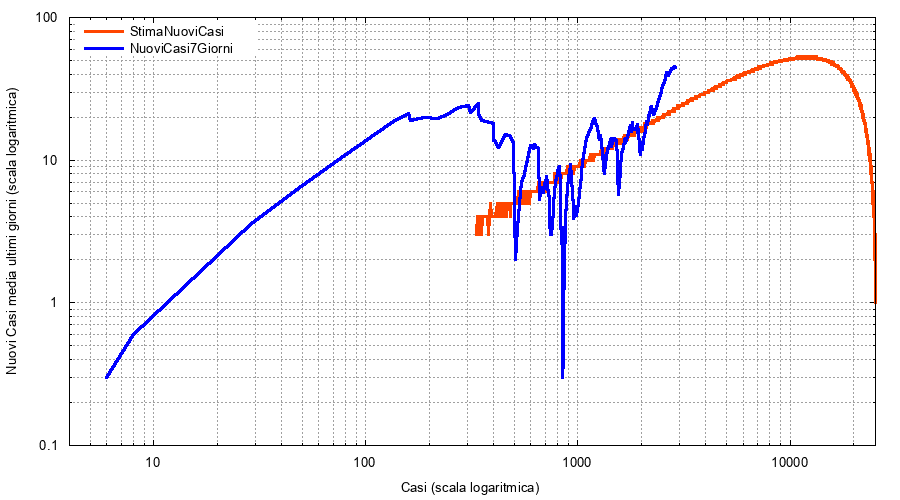 100
10
1
0.1
StimaNuoviCasi
NuoviCasi7Giorni
Nuovi Casi media ultimi giorni (scala logaritmica)
10 100 1000 10000
Casi (scala logaritmica)